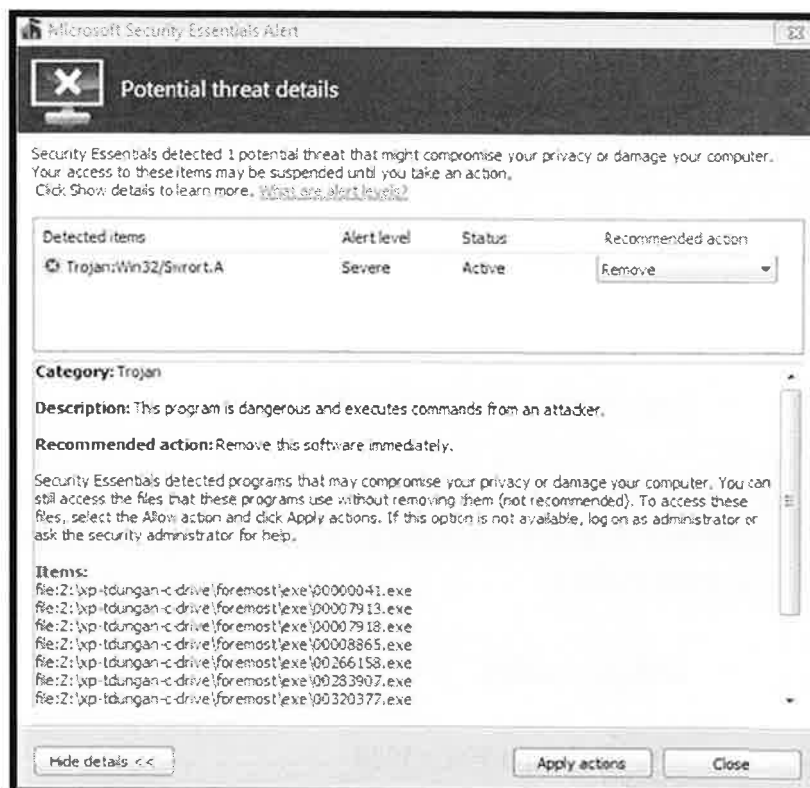 Microsoft Security Essentials Alert
Potential threat details
Security Essentials detected 1 potential threat that might compromise your privacy or damage your computer.
Your access to these items may be suspended until you take an action.
Click Show details to learn more. What are alert levels?
Detected items Alert level Status Recommended action
Trojan:Win32/Swrort.A Severe Active Remove
Category: Trojan
Description: This program is dangerous and executes commands from an attacker.
Recommended action: Remove this software immediately.
Security Essentials detected programs that may compromise your privacy or damage your computer. You can
still access the files that these programs use without removing them (not recommended). To access these
files, select the Allow action and click Apply actions. If this option is not available, log on as administrator or
ask the security administrator for help.
Items:
file:Z:\xp-tdungan-c-drive\foremost\exe\00000041.exe
file:Z:\xp-tdungan-c-drive\foremost\exe\00007913.exe
file:Z:\xp-tdungan-c-drive\foremost\exe\00007918.exe
file:Z:\xp-tdungan-c-drive\foremost\exe\00008865.exe
file:Z:\xp-tdungan-c-drive\foremost\exe\00266158.exe
file:Z:\xp-tdungan-c-drive\foremost\exe\00283907.exe
file:Z:\xp-tdungan-c-drive\foremost\exe\00320377.exe
Hide details << Apply actions Close